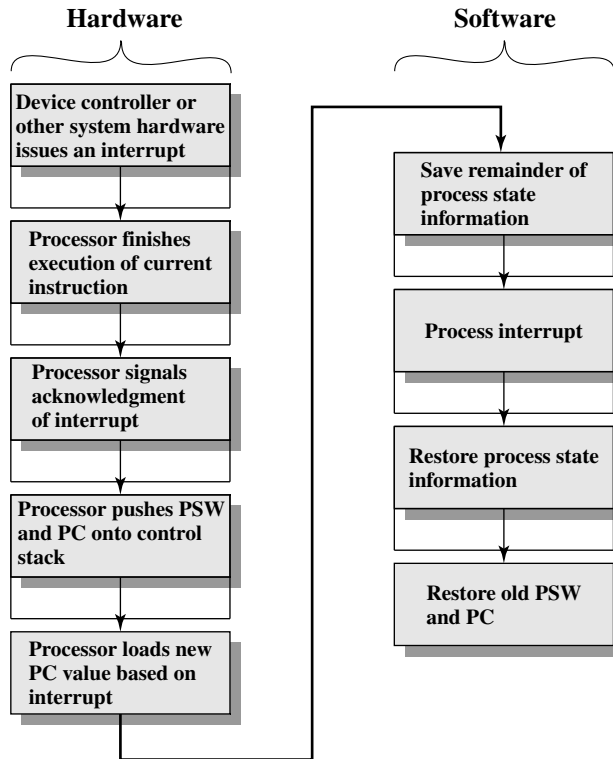 Hardware
Device controller or
other system hardware
issues an interrupt
Processor finishes
execution of current
instruction
Processor signals
acknowledgment
of interrupt
Processor pushes PSW
and PC onto control
stack
Processor loads new
PC value based on
interrupt
Software
Save remainder of
process state
information
Process interrupt
Restore process state
information
Restore old PSW
and PC